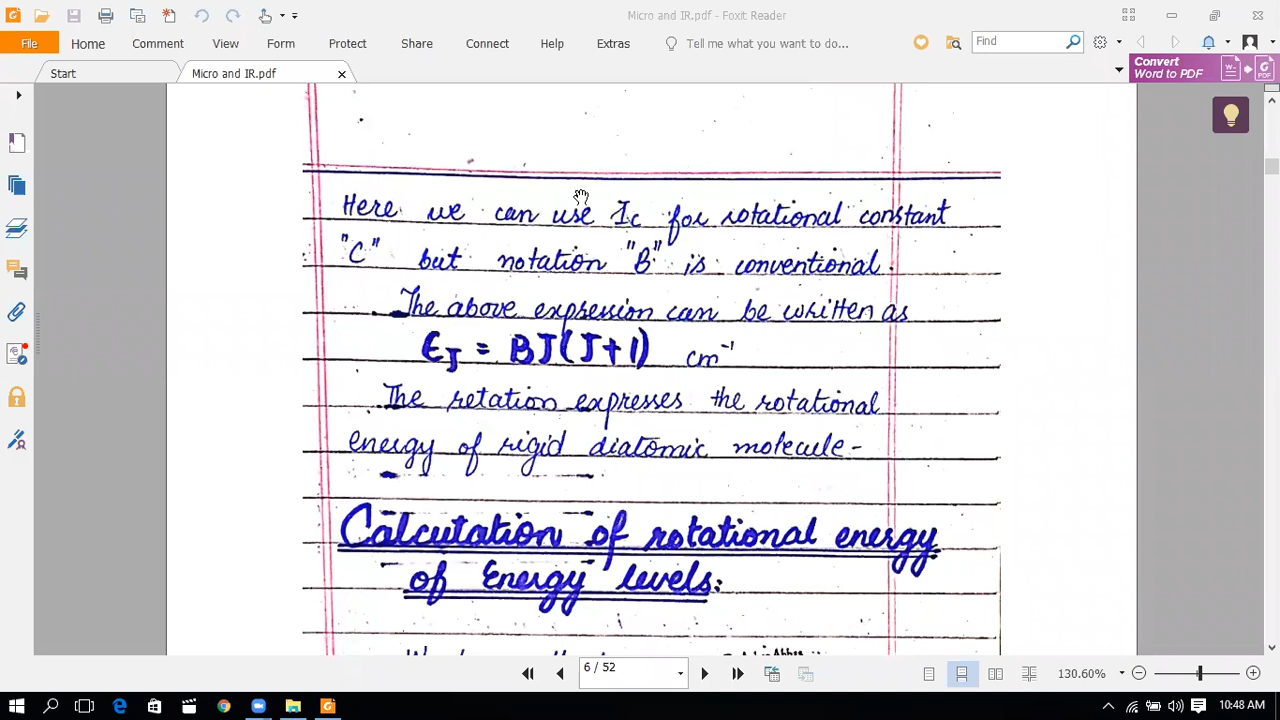 Micro and IR.pdf - Foxit Reader
File Home Comment View Form Protect Share Connect Help Extras Tell me what you want to do... Find
Start Micro and IR.pdf
Convert
Word to PDF
PDF
Here we can use Ic for rotational constant
"C" but notation "B" is conventional.
The above expression can be written as
ϵJ = BJ(J+1) cm⁻¹
The retation expresses the rotational
energy of rigid diatomic molecule-
Calculation of rotational energy
of Energy levels:
6 / 52
130.60%
10:48 AM